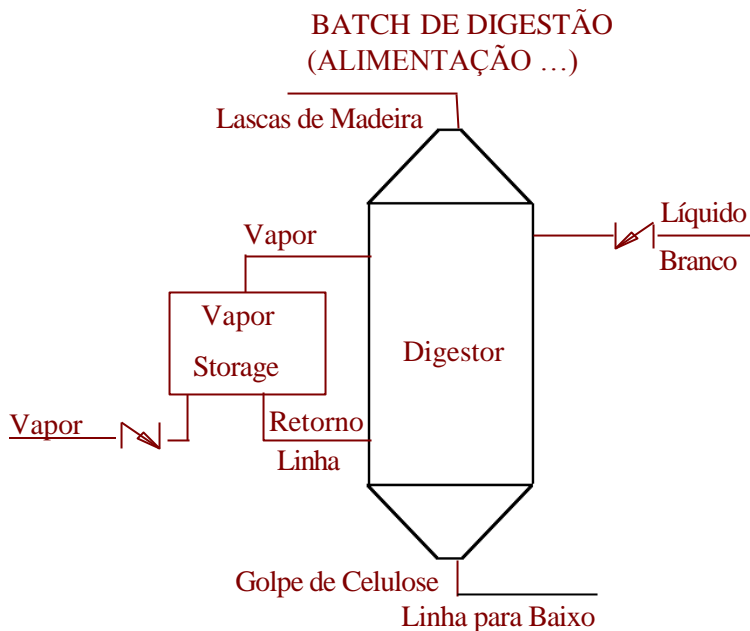 BATCH DE DIGESTÃO
(ALIMENTAÇÃO …)
Lascas de Madeira
Líquido
Branco
Vapor
Vapor
Storage
Digestor
Vapor
Retorno
Linha
Golpe de Celulose
Linha para Baixo